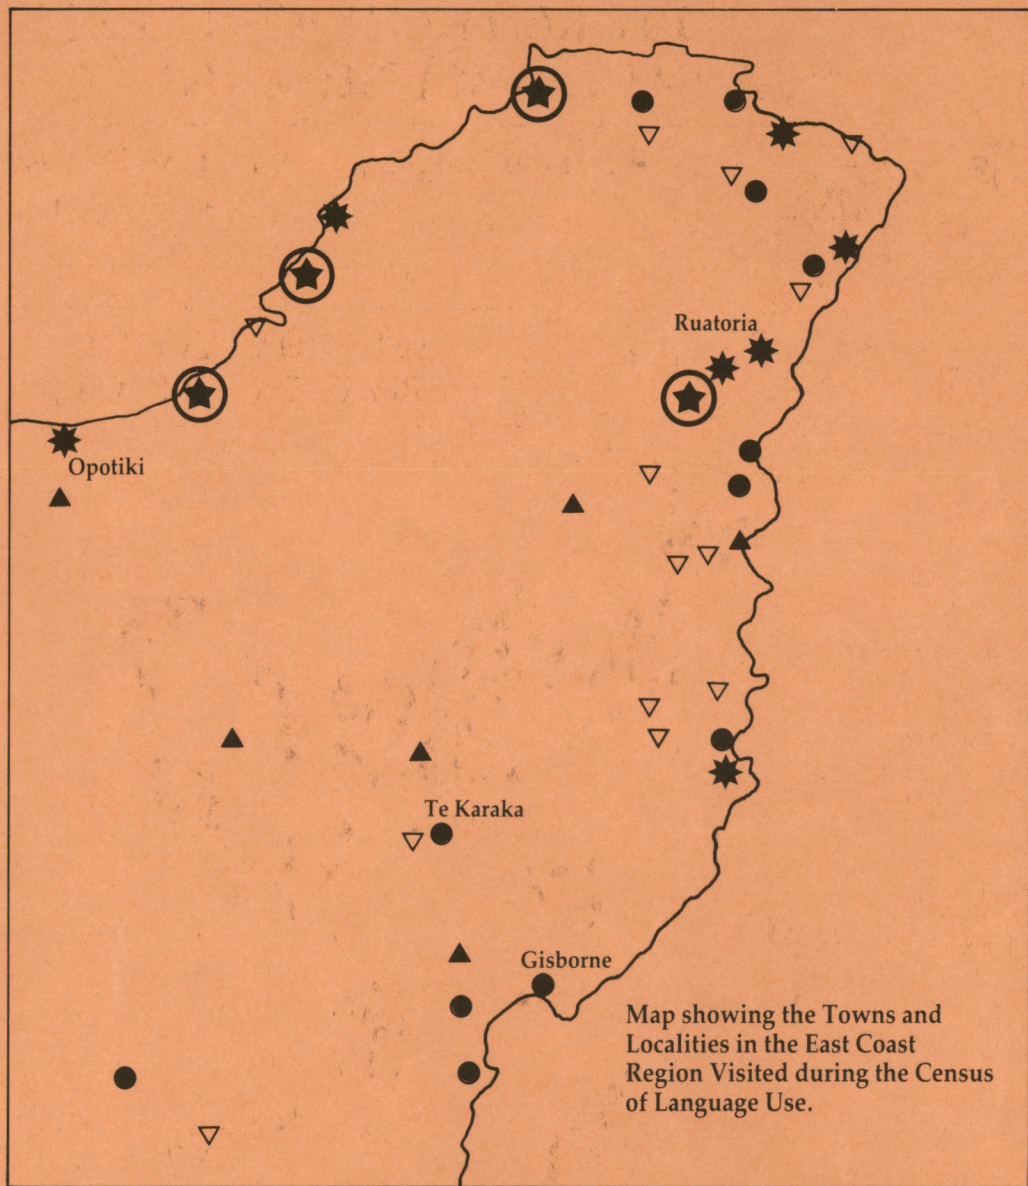 Ruatoria
Opotiki
Te Karaka
Gisborne
Map showing the Towns and
Localities in the East Coast
Region Visited during the Census
of Language Use.